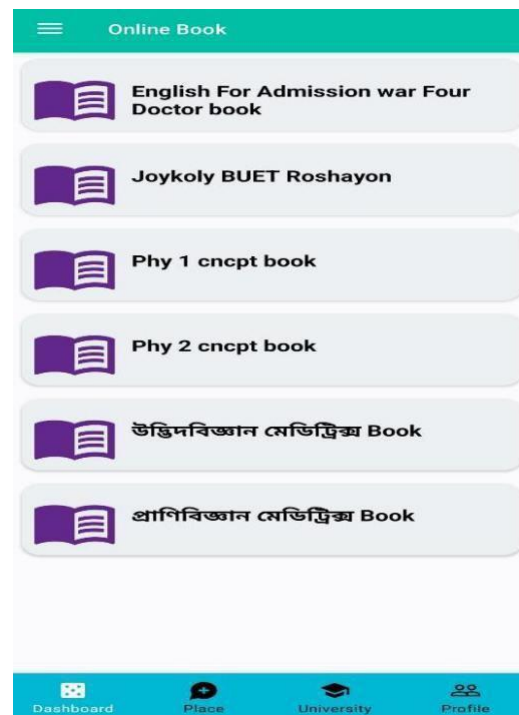 Online Book
English For Admission war Four
Doctor book
Joykoly BUET Roshayon
Phy 1 cncpt book
Phy 2 cncpt book
উদ্ভিদবিজ্ঞান মেডিট্রিক্স Book
প্রাণিবিজ্ঞান মেডিট্রিক্স Book
Dashboard Place University Profile